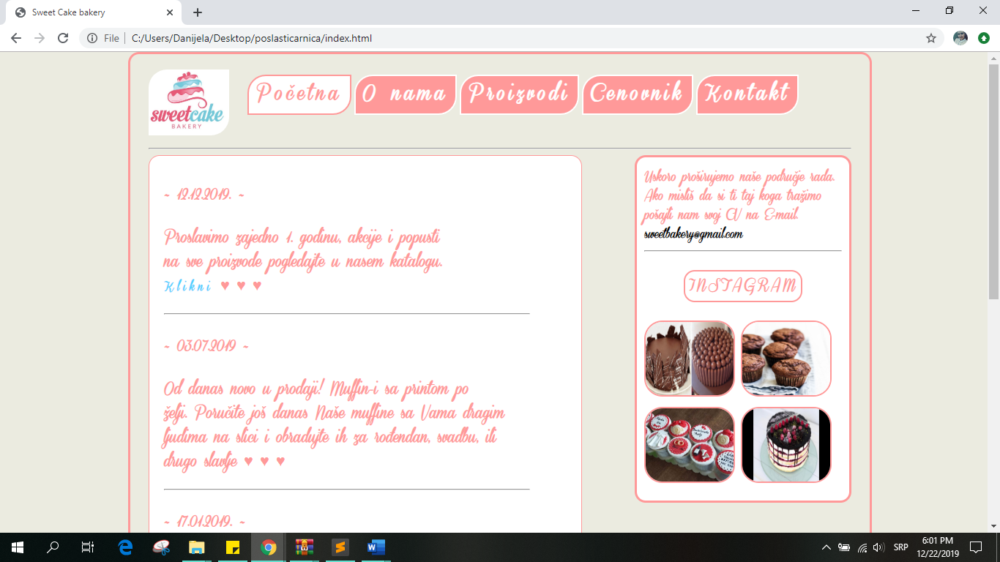 Sweet Cake bakery
File
C:/Users/Danijela/Desktop/poslasticarnica/index.html
sweetcake
BAKERY
Početna
O nama
Proizvodi
Cenovnik
Kontakt
~ 12.12.2019. ~
Proslavimo zajedno 1. godinu, akcije i popusti
na sve proizvode pogledajte u nasem katalogu.
Klikni ♥ ♥ ♥
~ 03.07.2019 ~
Od danas novo u prodaji! Muffin-i sa printom po
želji. Poručite još danas Naše muffine sa Vama dragim
ljudima na slici i obradujte ih za rođendan, svadbu, ili
drugo slavlje ♥ ♥ ♥
~ 17.01.2019. ~
Uskoro proširujemo naše područje rada.
Ako misliš da si ti taj koga tražimo
pošajti nam svoj CV na E-mail.
sweetbakery@gmail.com
INSTAGRAM
SRP
6:01 PM
12/22/2019